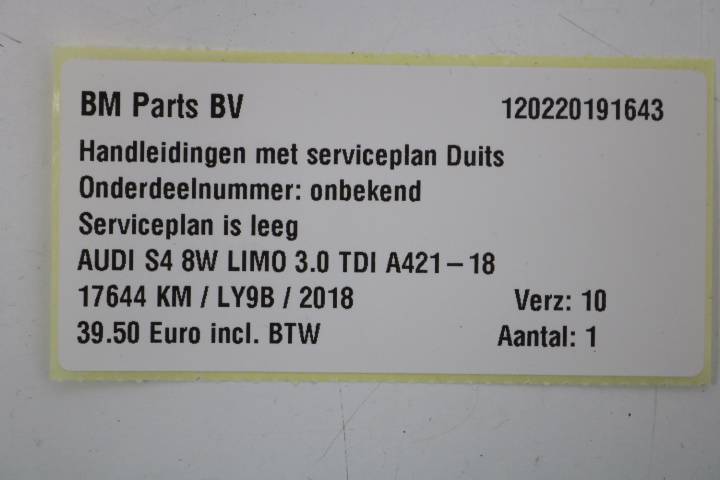 BM Parts BV 120220191643
Handleidingen met serviceplan Duits
Onderdeelnummer: onbekend
Serviceplan is leeg
AUDI S4 8W LIMO 3.0 TDI A421-18
17644 KM / LY9B / 2018 Verz: 10
39.50 Euro incl. BTW Aantal: 1